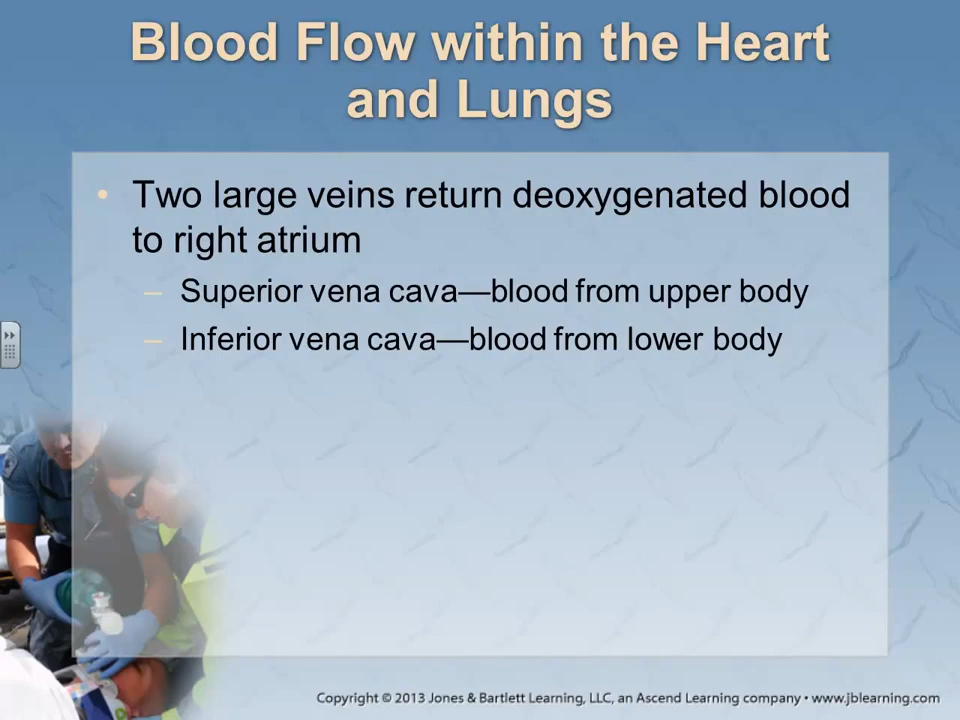 Blood Flow within the Heart
and Lungs
• Two large veins return deoxygenated blood
to right atrium
– Superior vena cava—blood from upper body
– Inferior vena cava—blood from lower body
Copyright © 2013 Jones & Bartlett Learning, LLC, an Ascend Learning company • www.jblearning.com